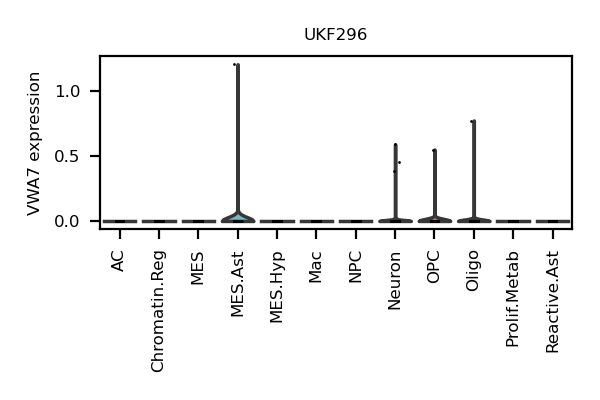 UKF296
VWA7 expression
1.0
0.5
0.0
AC
Chromatin.Reg
MES
MES.Ast
MES.Hyp
Mac
NPC
Neuron
OPC
Oligo
Prolif.Metab
Reactive.Ast